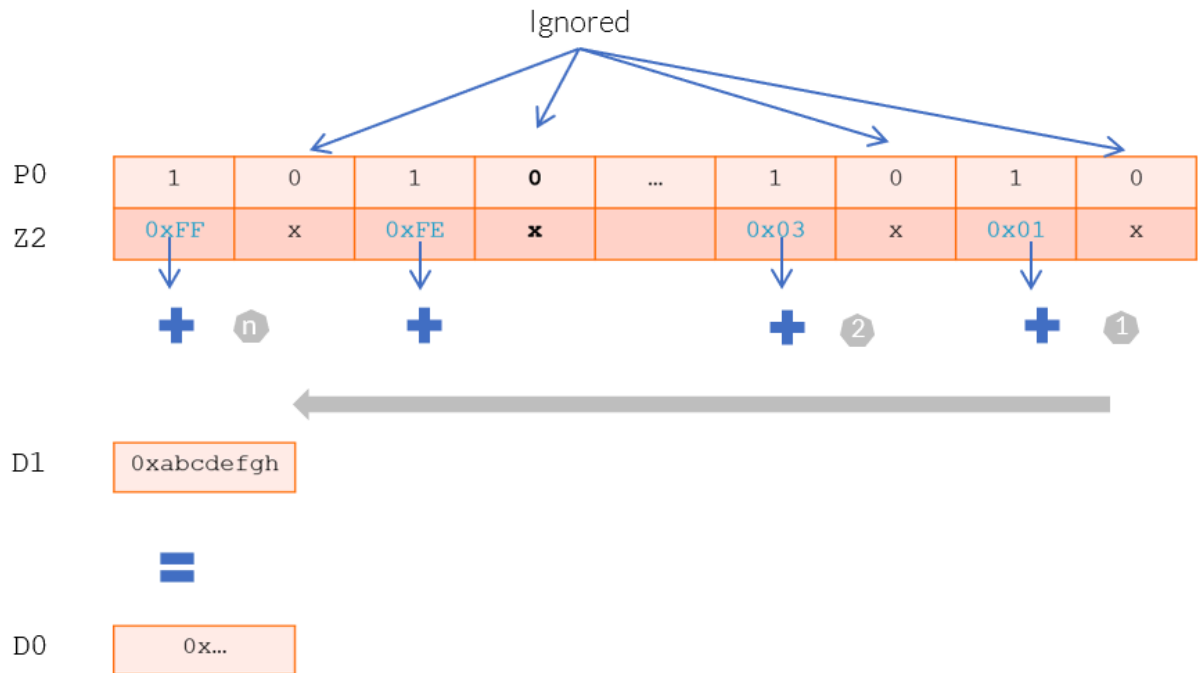 Ignored
P0 1 0 1 0 … 1 0 1 0
Z2 0xFF x 0xFE x 0x03 x 0x01 x
n 2 1
D1 0xabcdefgh
D0 0x…